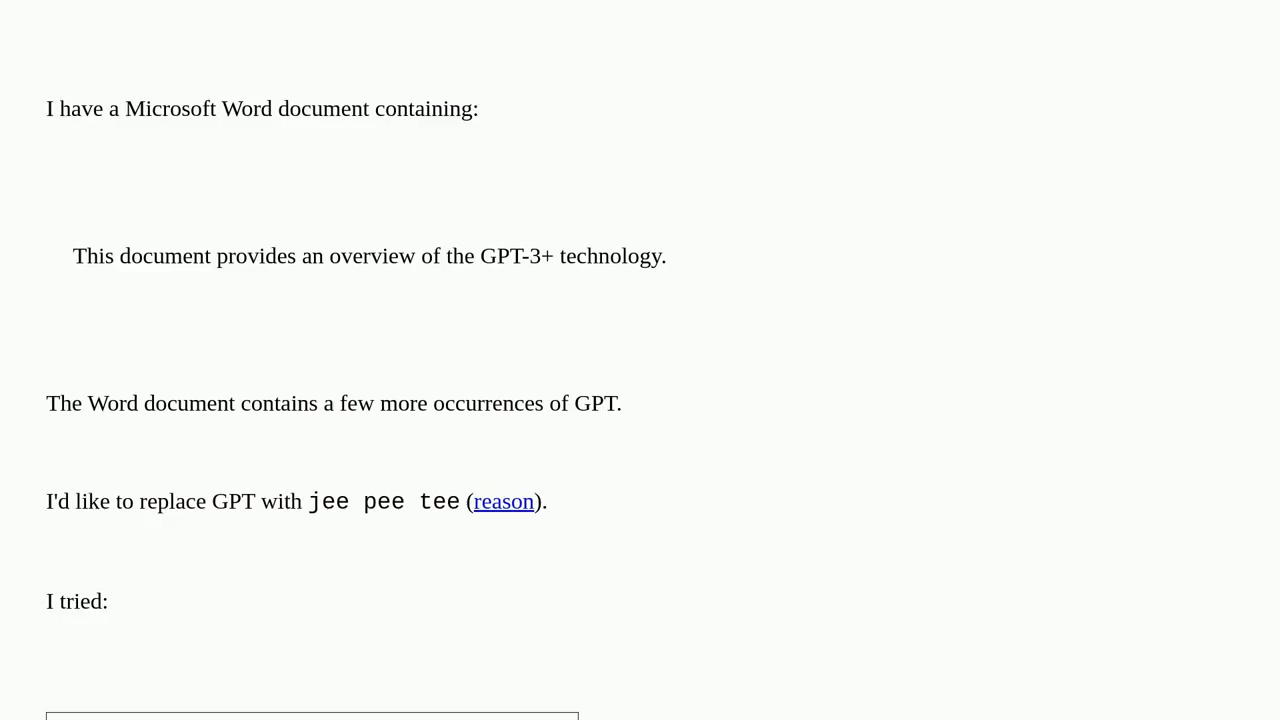 I have a Microsoft Word document containing:
This document provides an overview of the GPT-3+ technology.
The Word document contains a few more occurrences of GPT.
I'd like to replace GPT with jee pee tee (reason).
I tried: